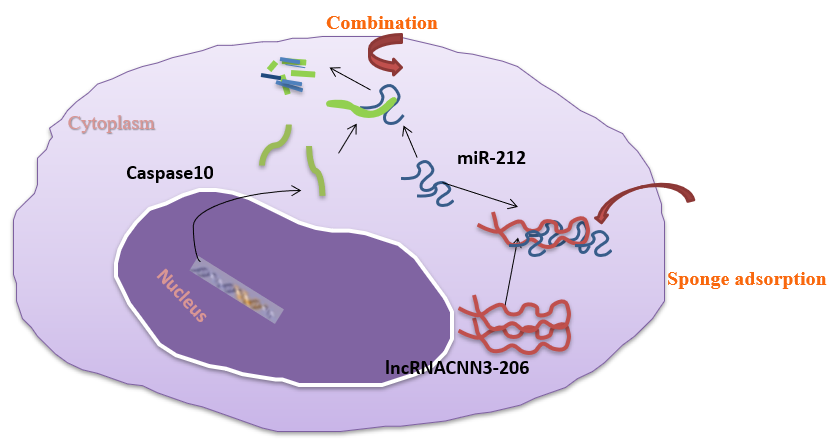 Combination
Cytoplasm
miR-212
Caspase10
Sponge adsorption
Nucleus
lncRNACNN3-206